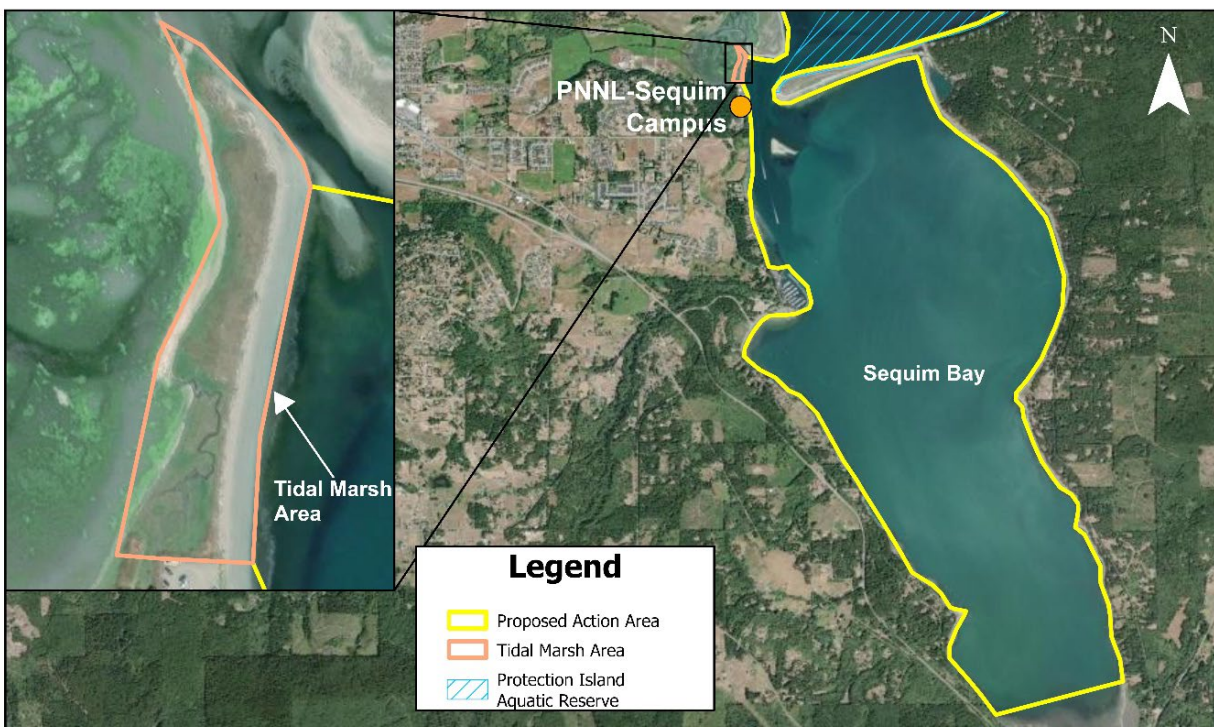 N
PNNL-Sequim
Campus
Sequim Bay
Tidal Marsh
Area
Legend
Proposed Action Area
Tidal Marsh Area
Protection Island
Aquatic Reserve